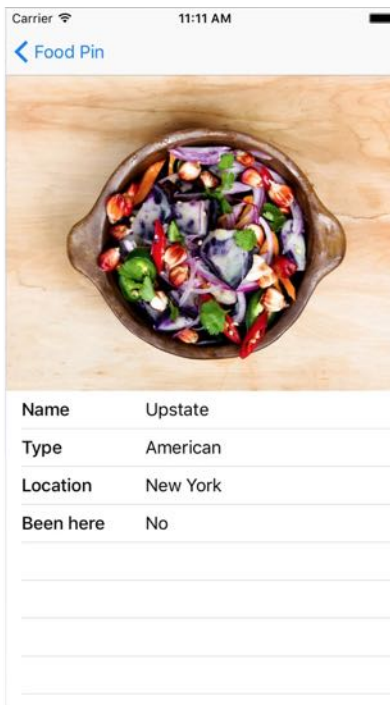 Carrier 11:11 AM
Food Pin
Name Upstate
Type American
Location New York
Been here No